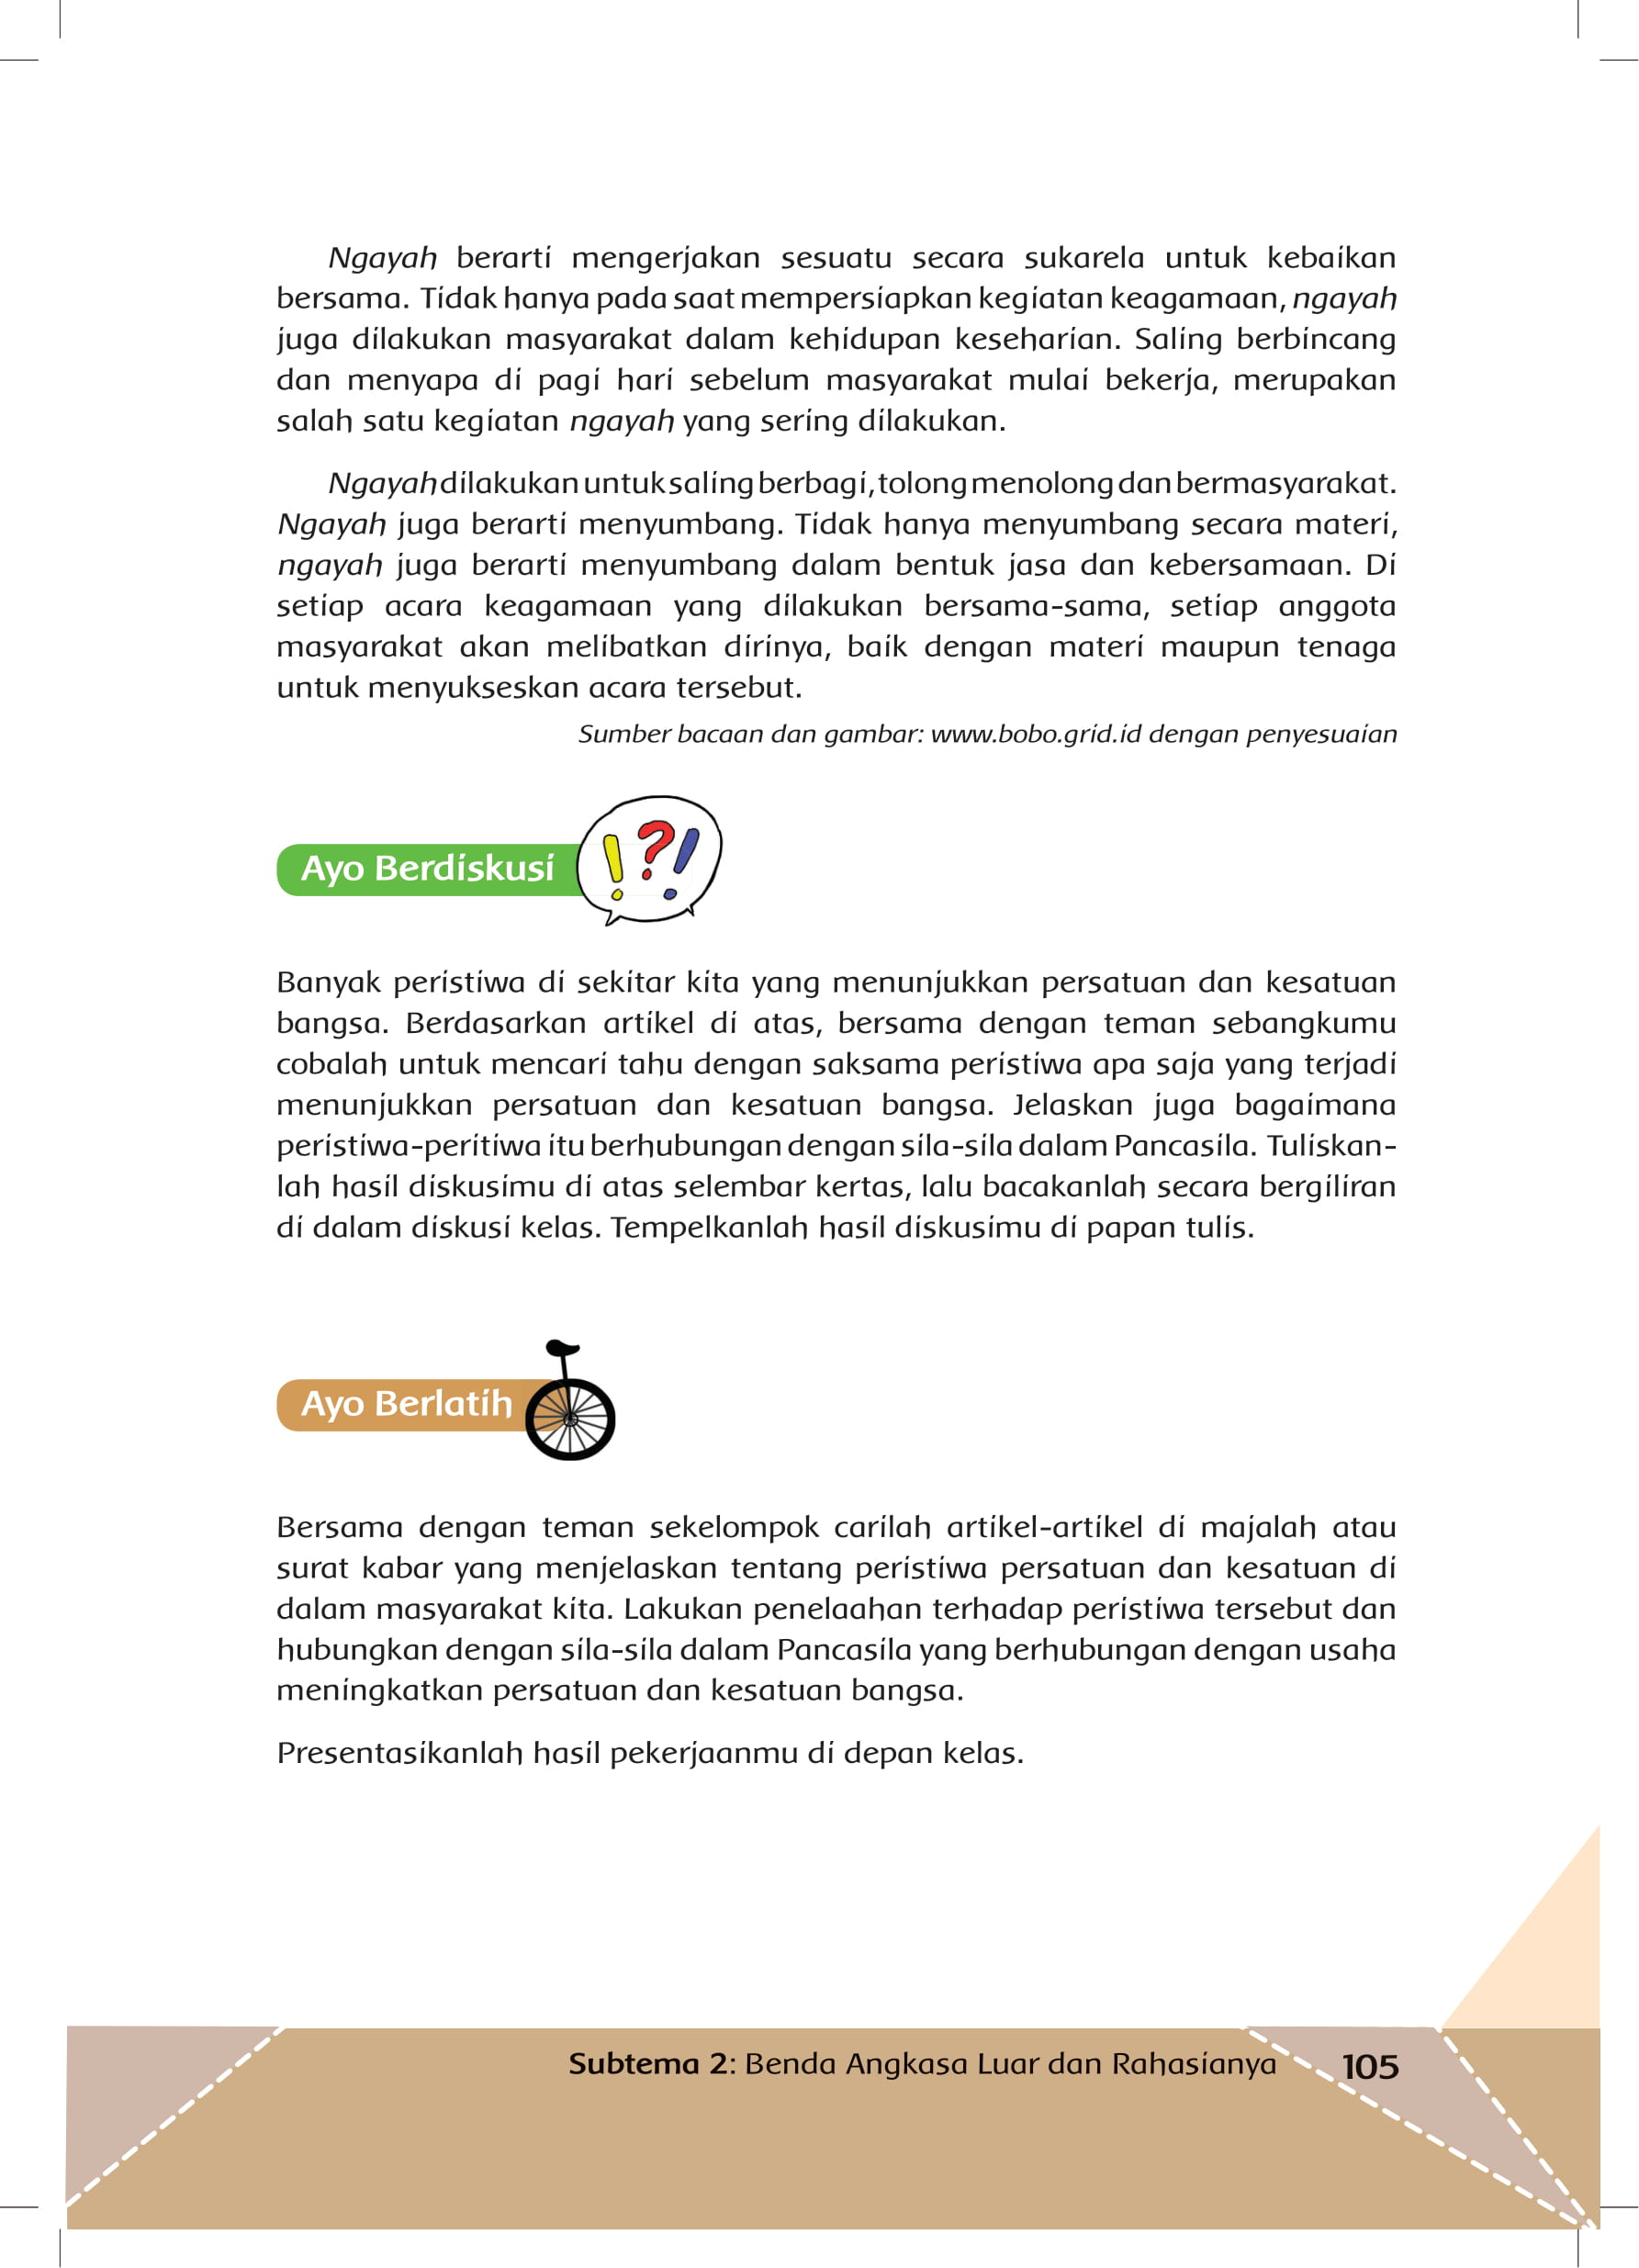 Ngayah berarti mengerjakan sesuatu secara sukarela untuk kebaikan
bersama. Tidak hanya pada saat mempersiapkan kegiatan keagamaan, ngayah
juga dilakukan masyarakat dalam kehidupan keseharian. Saling berbincang
dan menyapa di pagi hari sebelum masyarakat mulai bekerja, merupakan
salah satu kegiatan ngayah yang sering dilakukan.
Ngayah dilakukan untuk saling berbagi, tolong menolong dan bermasyarakat.
Ngayah juga berarti menyumbang. Tidak hanya menyumbang secara materi,
ngayah juga berarti menyumbang dalam bentuk jasa dan kebersamaan. Di
setiap acara keagamaan yang dilakukan bersama-sama, setiap anggota
masyarakat akan melibatkan dirinya, baik dengan materi maupun tenaga
untuk menyukseskan acara tersebut.
Sumber bacaan dan gambar: www.bobo.grid.id dengan penyesuaian
Ayo Berdiskusi !?!
Banyak peristiwa di sekitar kita yang menunjukkan persatuan dan kesatuan
bangsa. Berdasarkan artikel di atas, bersama dengan teman sebangkumu
cobalah untuk mencari tahu dengan saksama peristiwa apa saja yang terjadi
menunjukkan persatuan dan kesatuan bangsa. Jelaskan juga bagaimana
peristiwa-peritiwa itu berhubungan dengan sila-sila dalam Pancasila. Tuliskan-
lah hasil diskusimu di atas selembar kertas, lalu bacakanlah secara bergiliran
di dalam diskusi kelas. Tempelkanlah hasil diskusimu di papan tulis.
Ayo Berlatih
Bersama dengan teman sekelompok carilah artikel-artikel di majalah atau
surat kabar yang menjelaskan tentang peristiwa persatuan dan kesatuan di
dalam masyarakat kita. Lakukan penelaahan terhadap peristiwa tersebut dan
hubungkan dengan sila-sila dalam Pancasila yang berhubungan dengan usaha
meningkatkan persatuan dan kesatuan bangsa.
Presentasikanlah hasil pekerjaanmu di depan kelas.
Subtema 2: Benda Angkasa Luar dan Rahasianya 105